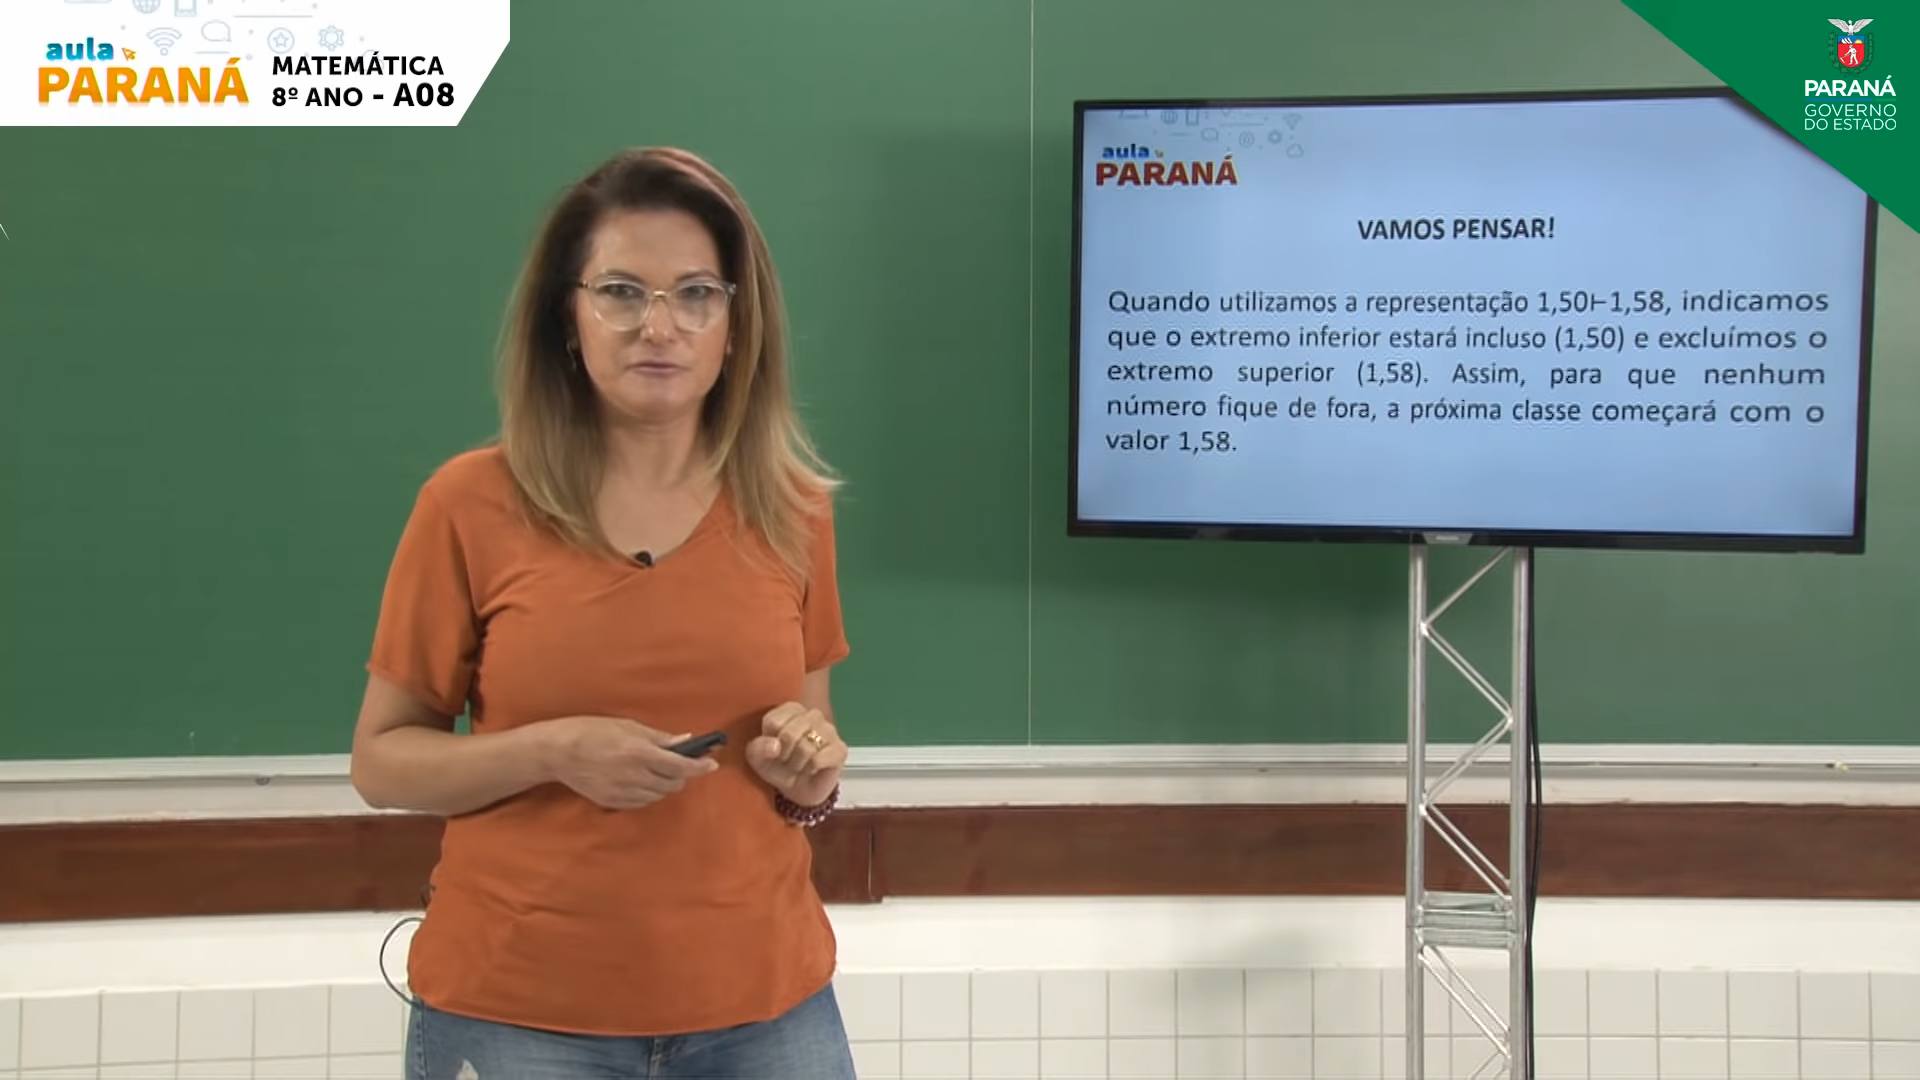 aula
PARANÁ
MATEMÁTICA
8º ANO - A08
PARANÁ
GOVERNO
DO ESTADO
aula
PARANÁ
VAMOS PENSAR!
Quando utilizamos a representação 1,50⊢1,58, indicamos
que o extremo inferior estará incluso (1,50) e excluímos o
extremo superior (1,58). Assim, para que nenhum
número fique de fora, a próxima classe começará com o
valor 1,58.